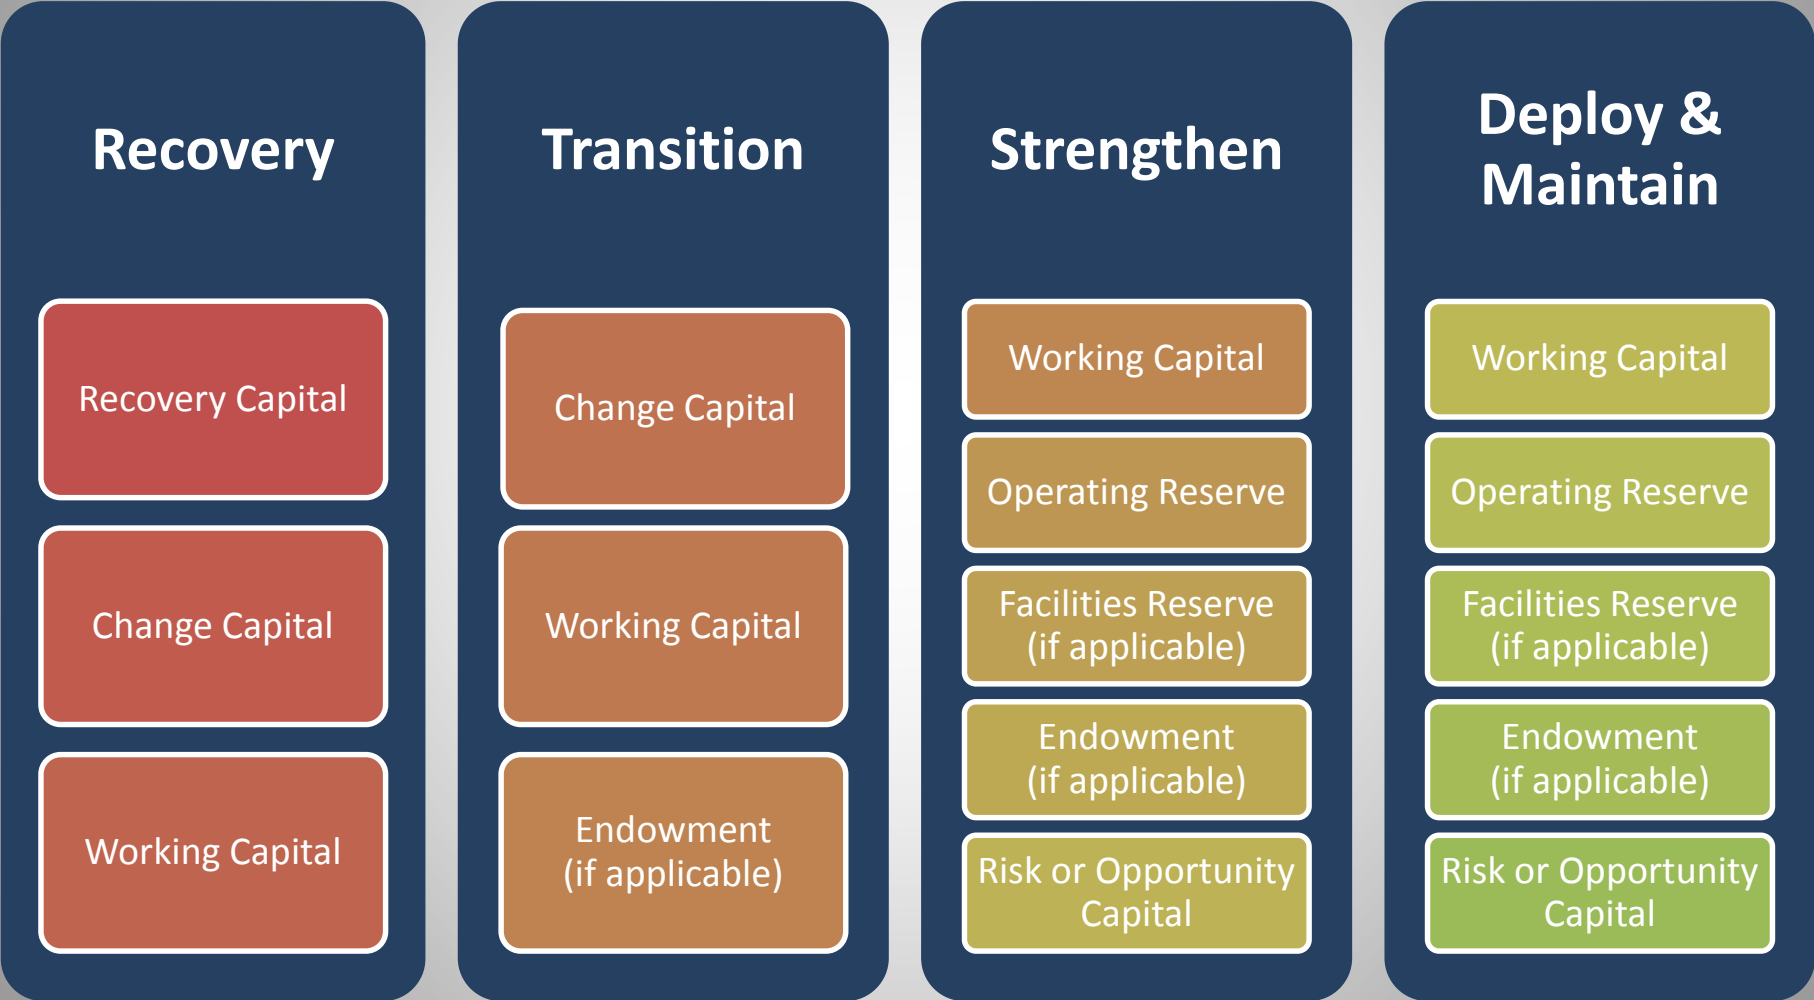 Recovery
Recovery Capital
Change Capital
Working Capital
Transition
Change Capital
Working Capital
Endowment
(if applicable)
Strengthen
Working Capital
Operating Reserve
Facilities Reserve
(if applicable)
Endowment
(if applicable)
Risk or Opportunity
Capital
Deploy &
Maintain
Working Capital
Operating Reserve
Facilities Reserve
(if applicable)
Endowment
(if applicable)
Risk or Opportunity
Capital